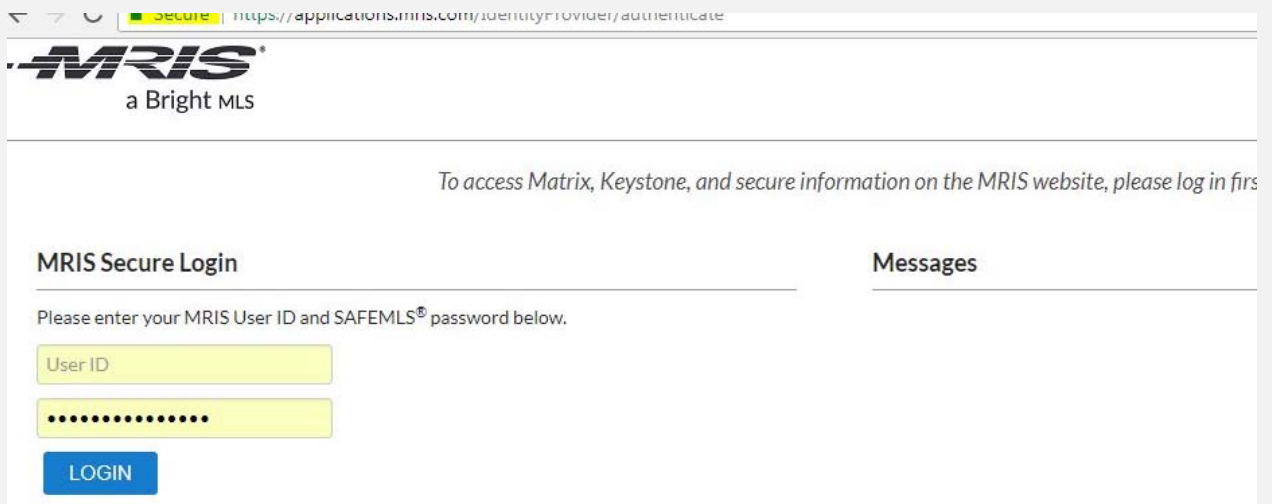 Secure https://applications.mris.com/IdentityProvider/authenticate
MRIS®
a Bright MLS
To access Matrix, Keystone, and secure information on the MRIS website, please log in firs
MRIS Secure Login
Messages
Please enter your MRIS User ID and SAFEMLS® password below.
User ID
•••••••••••••••
LOGIN